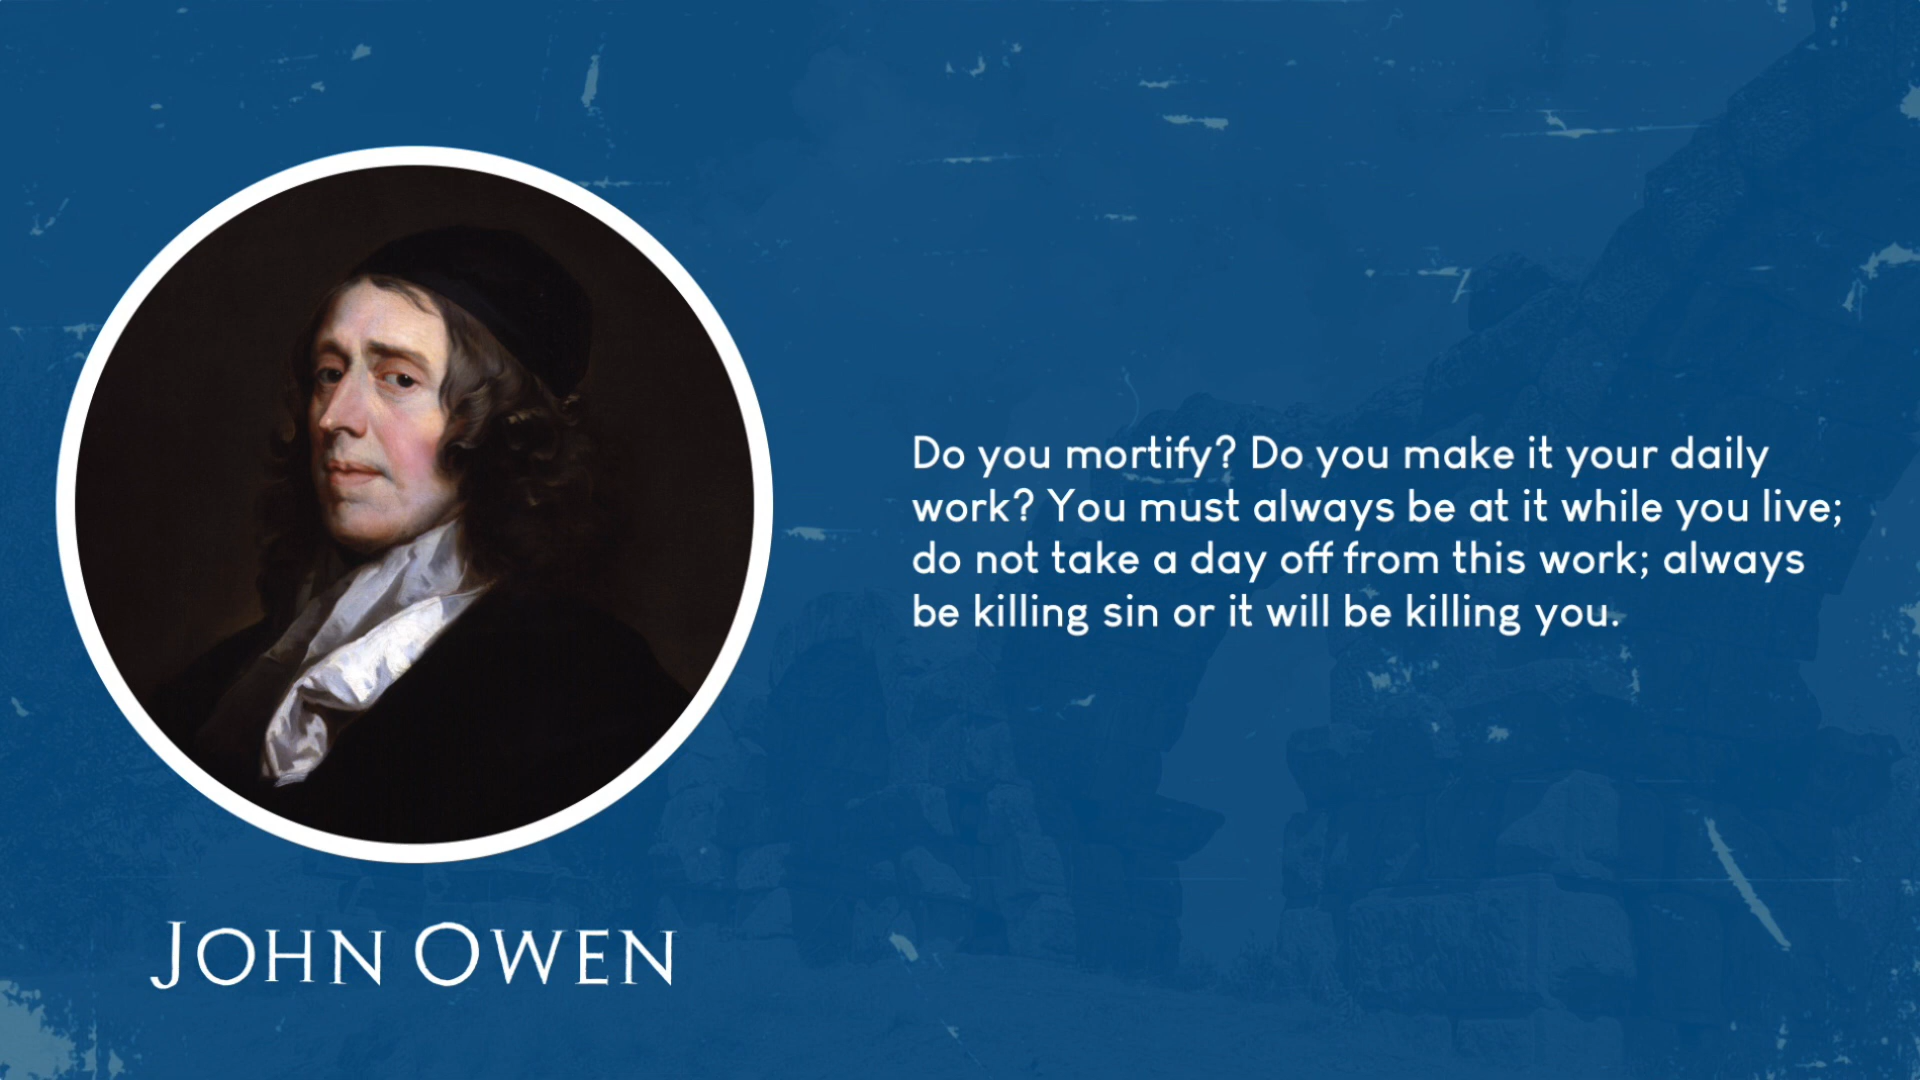 Do you mortify? Do you make it your daily
work? You must always be at it while you live;
do not take a day off from this work; always
be killing sin or it will be killing you.
John Owen